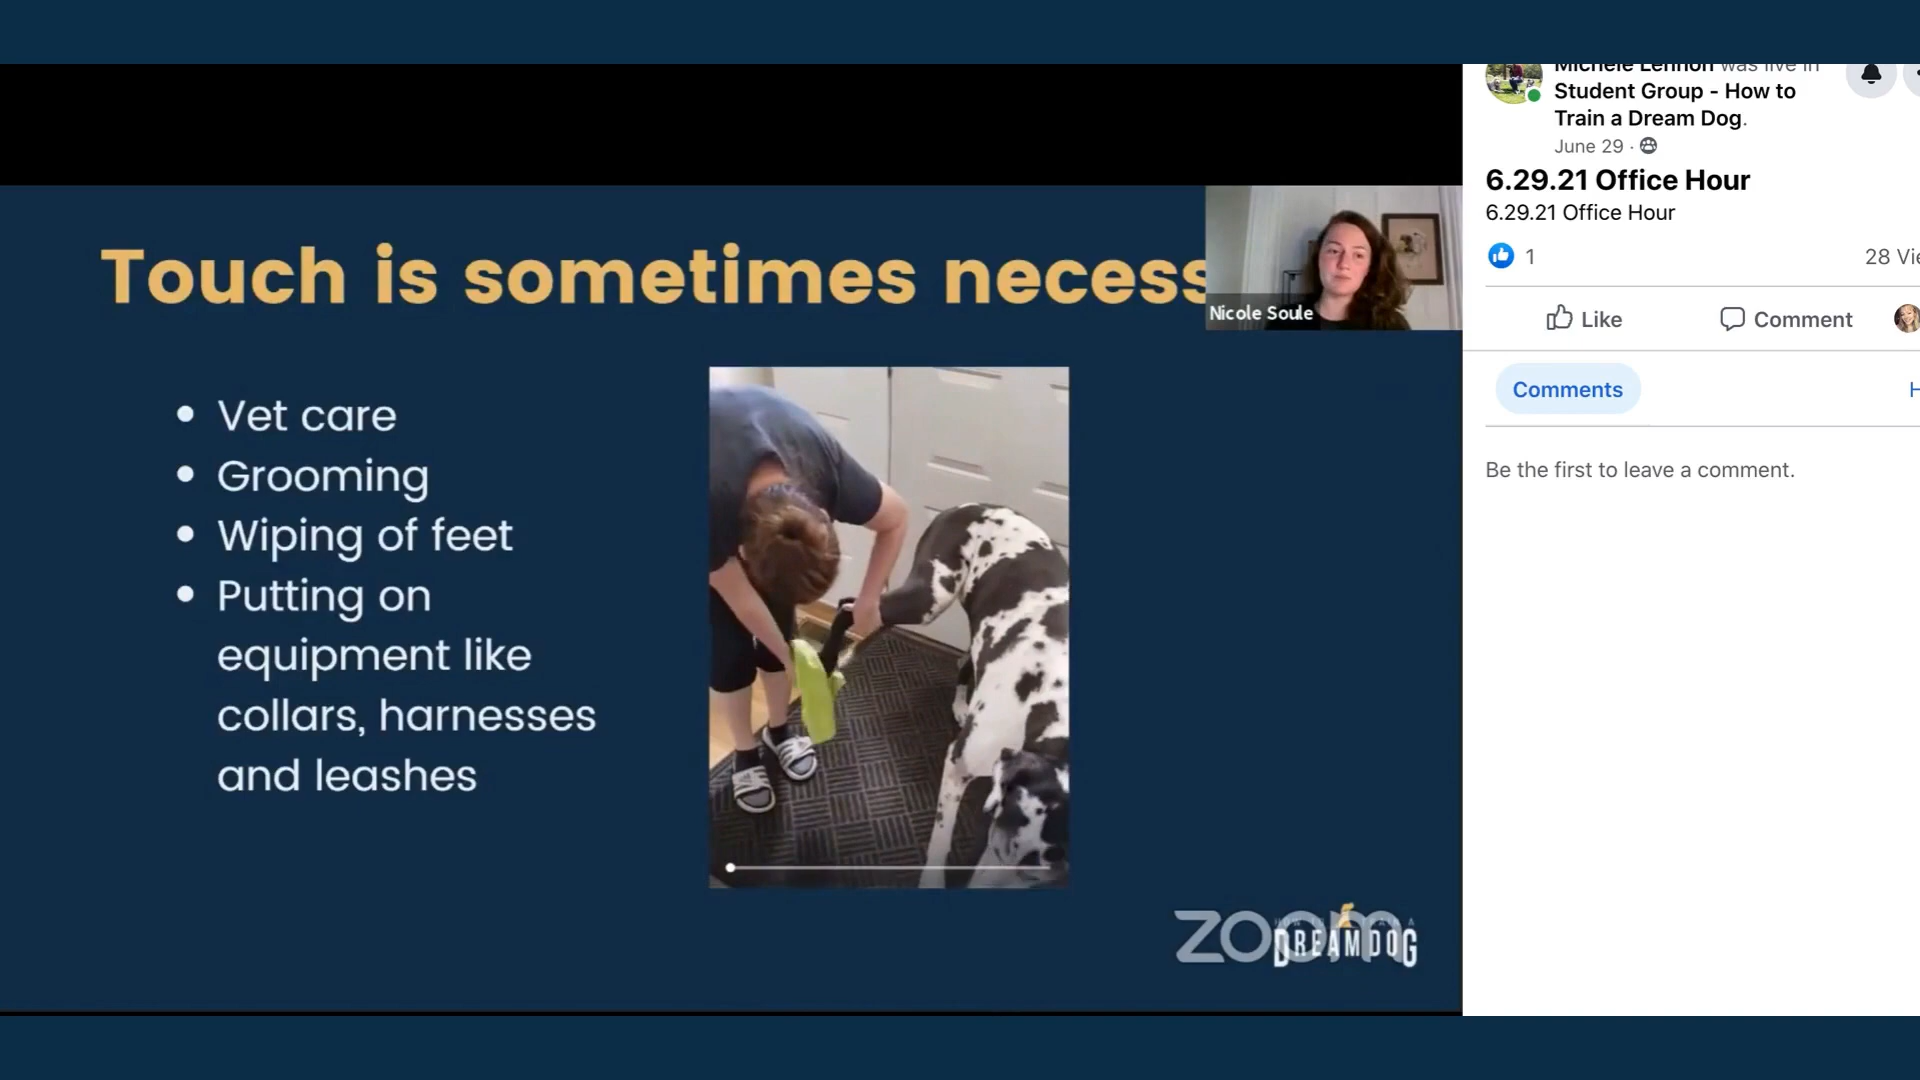 Touch is sometimes necess
Vet care
Grooming
Wiping of feet
Putting on
equipment like
collars, harnesses
and leashes
Nicole Soule
zoom
HOW TO TRAIN A
DREAM DOG
Michele Lennon was live in
Student Group - How to
Train a Dream Dog.
June 29 ·
6.29.21 Office Hour
6.29.21 Office Hour
1
28 Vie
Like
Comment
Comments
H
Be the first to leave a comment.